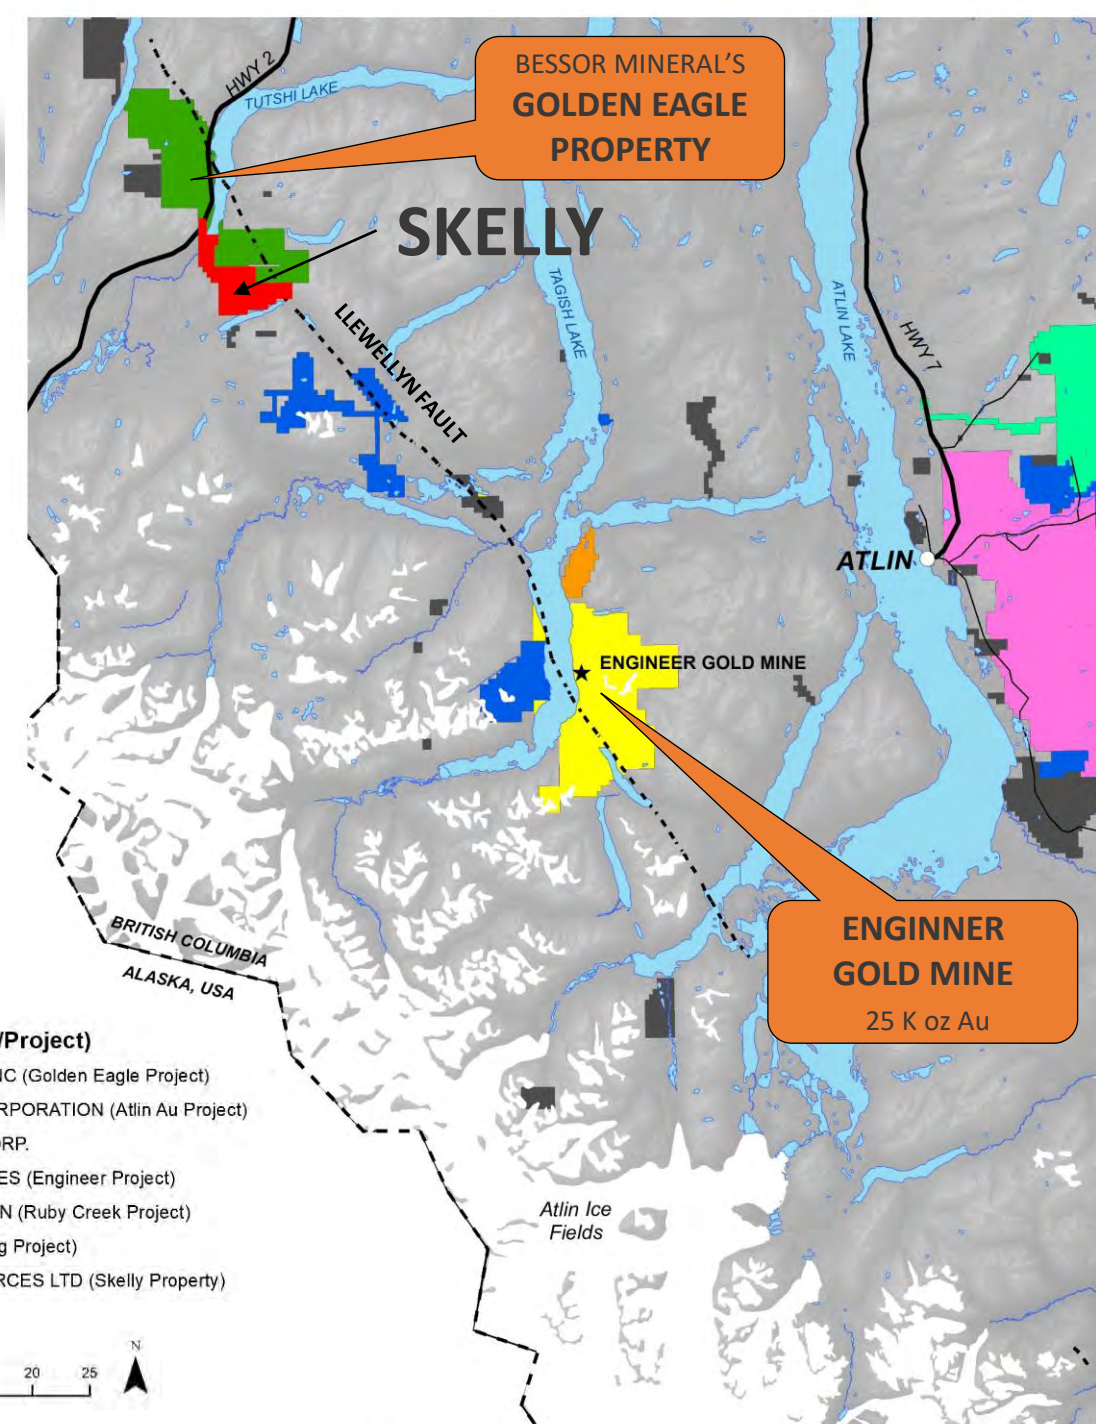 HWY 2
TUTSHI LAKE
BESSOR MINERAL'S
GOLDEN EAGLE
PROPERTY
SKELLY
TAGISH LAKE
ATLIN LAKE
HWY 7
LLEWELLYN FAULT
ATLIN
ENGINEER GOLD MINE
ENGINNER
GOLD MINE
25 K oz Au
BRITISH COLUMBIA
ALASKA, USA
/Project)
NC (Golden Eagle Project)
RPORATION (Atlin Au Project)
ORP.
ES (Engineer Project)
N (Ruby Creek Project)
g Project)
RCES LTD (Skelly Property)
Atlin Ice
Fields
N
20 25